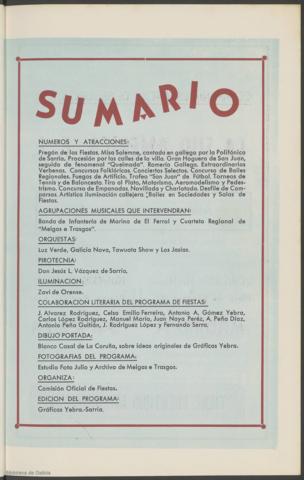 SUMARIO
NUMEROS Y ATRACCIONES:
Pregón de las Fiestas. Misa Solemne, cantada en gallego por la Polifónica
de Sarria. Procesión por las calles de la villa. Gran Hoguera de San Juan,
seguida de fenomenal "Queimada". Romería Gallega. Extraordinarias
Verbenas. Concursos Folklóricos. Conciertos Selectos. Concurso de Bailes
Regionales. Fuegos de Artificio. Trofeo "San Juan" de Fútbol. Torneos de
Tennis y de Baloncesto. Tiro al Plato, Motorismo, Aeromodelismo y Pedes-
trismo. Concurso de Empanadas. Novillada y Charlotada. Desfile de Com-
parsas. Artística Iluminación callejera ¡Bailes en Sociedades y Salas de
Fiestas.
AGRUPACIONES MUSICALES QUE INTERVENDRAN:
Banda de Infantería de Marina de El Ferrol y Cuarteto Regional de
"Meigas e Trasgos".
ORQUESTAS:
Luz Verde, Galicia Nova, Tawuata Show y Los Josias.
PIROTECNIA:
Don Jesús L. Vázquez de Sarria.
ILUMINACION:
Zavi de Orense.
COLABORACION LITERARIA DEL PROGRAMA DE FIESTAS:
J. Alvarez Rodríguez, Celso Emilio Ferreiro, Antonio A. Gómez Yebra,
Carlos López Rodríguez, Manuel María, Juan Naya Peréz, A. Peña Díaz,
Antonio Peña Guitián, J. Rodríguez López y Fernando Serra.
DIBUJO PORTADA:
Blanco Casal de La Coruña, sobre ideas originales de Gráficas Yebra.
FOTOGRAFIAS DEL PROGRAMA:
Estudio Foto Julia y Archivo de Meigas e Trasgos.
ORGANIZA:
Comisión Oficial de Fiestas.
EDICION DEL PROGRAMA:
Gráficas Yebra.-Sarria.
Biblioteca de Galicia